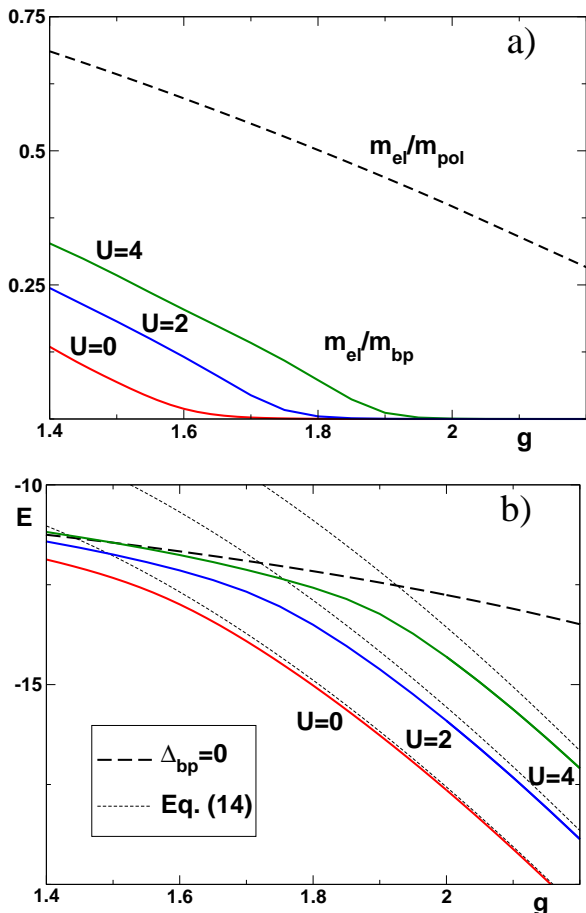 0.75
a)
0.5
m_el/m_pol
U=4
0.25
U=2
m_el/m_bp
U=0
0
1.4 1.6 1.8 2 g
-10
E b)
-15
U=0
U=2
U=4
Δ_bp=0
Eq. (14)
1.4 1.6 1.8 2 g